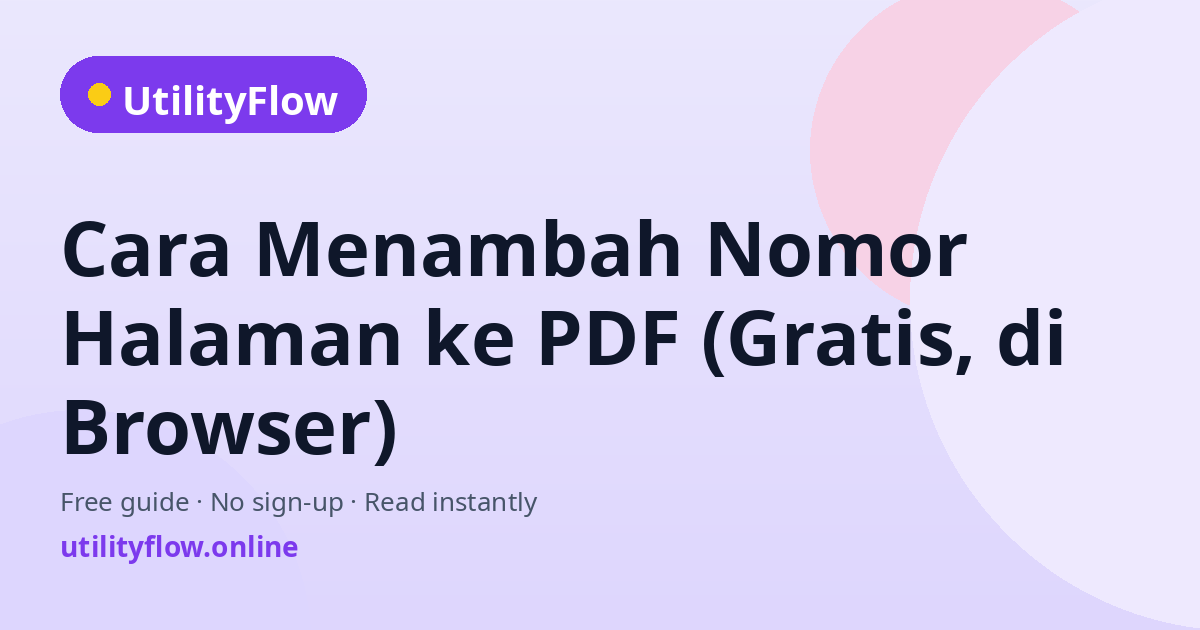 UtilityFlow
Cara Menambah Nomor
Halaman ke PDF (Gratis, di
Browser)
Free guide · No sign-up · Read instantly
utilityflow.online